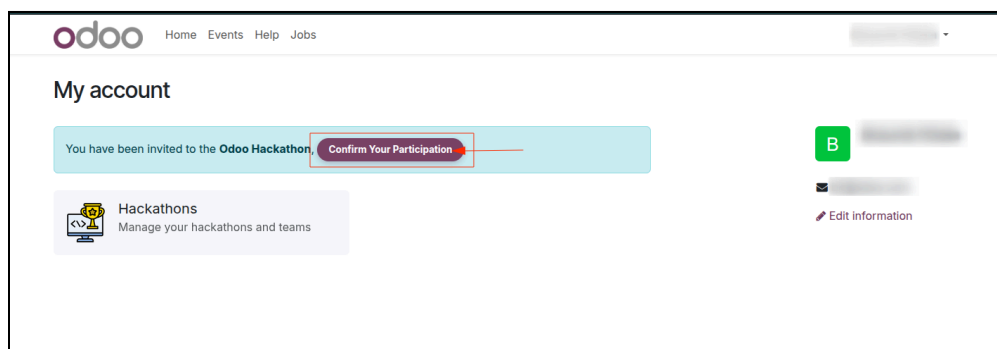 odoo Home Events Help Jobs
My account
You have been invited to the Odoo Hackathon, Confirm Your Participation
B
Hackathons
Manage your hackathons and teams
Edit information